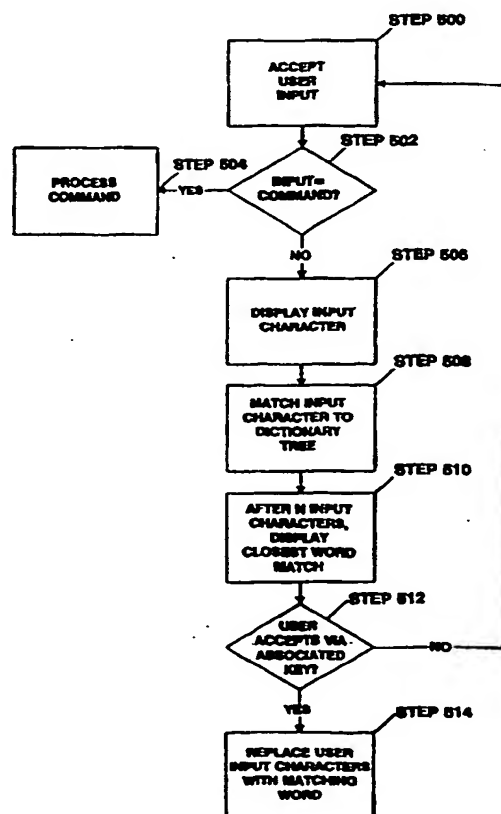 STEP 500
ACCEPT
USER
INPUT
STEP 502
INPUT=
COMMAND?
STEP 504
YES
PROCESS
COMMAND
NO
STEP 506
DISPLAY INPUT
CHARACTER
STEP 508
MATCH INPUT
CHARACTER TO
DICTIONARY
TREE
STEP 510
AFTER N INPUT
CHARACTERS,
DISPLAY
CLOSEST WORD
MATCH
STEP 512
USER
ACCEPTS VIA
ASSOCIATED
KEY?
NO
YES
STEP 514
REPLACE USER
INPUT CHARACTERS
WITH MATCHING
WORD